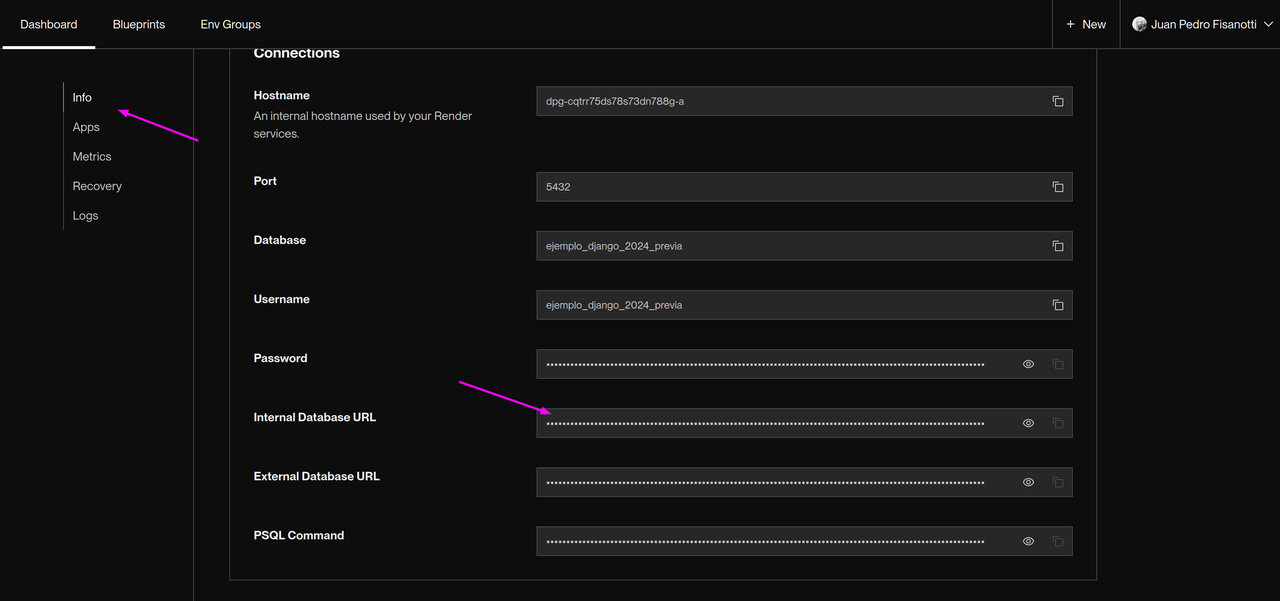 Dashboard Blueprints Env Groups + New Juan Pedro Fisanotti
Info
Apps
Metrics
Recovery
Logs
Connections
Hostname
An internal hostname used by your Render
services.
dpg-cqtrr75ds78s73dn788g-a
Port
5432
Database
ejemplo_django_2024_previa
Username
ejemplo_django_2024_previa
Password
Internal Database URL
External Database URL
PSQL Command